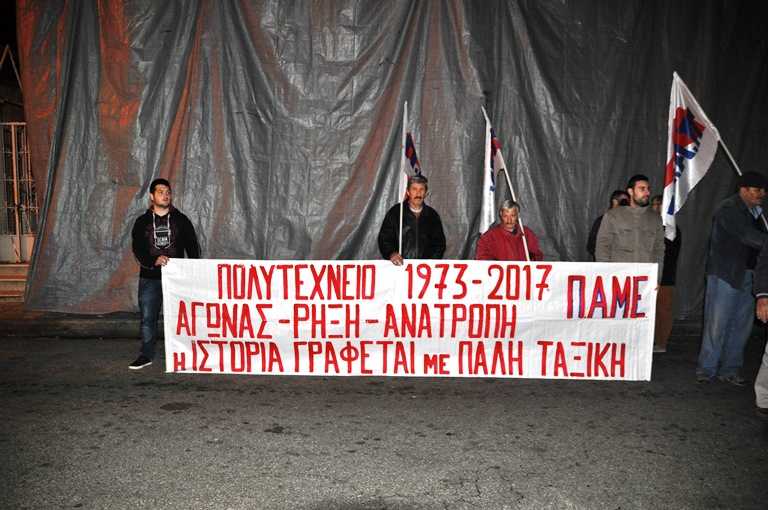 ΠΟΛΥΤΕΧΝΕΙΟ 1973-2017 ΠΑΜΕ
ΑΓΩΝΑΣ-ΡΗΞΗ-ΑΝΑΤΡΟΠΗ
Η ΙΣΤΟΡΙΑ ΓΡΑΦΕΤΑΙ ΜΕ ΠΑΛΗ ΤΑΞΙΚΗ